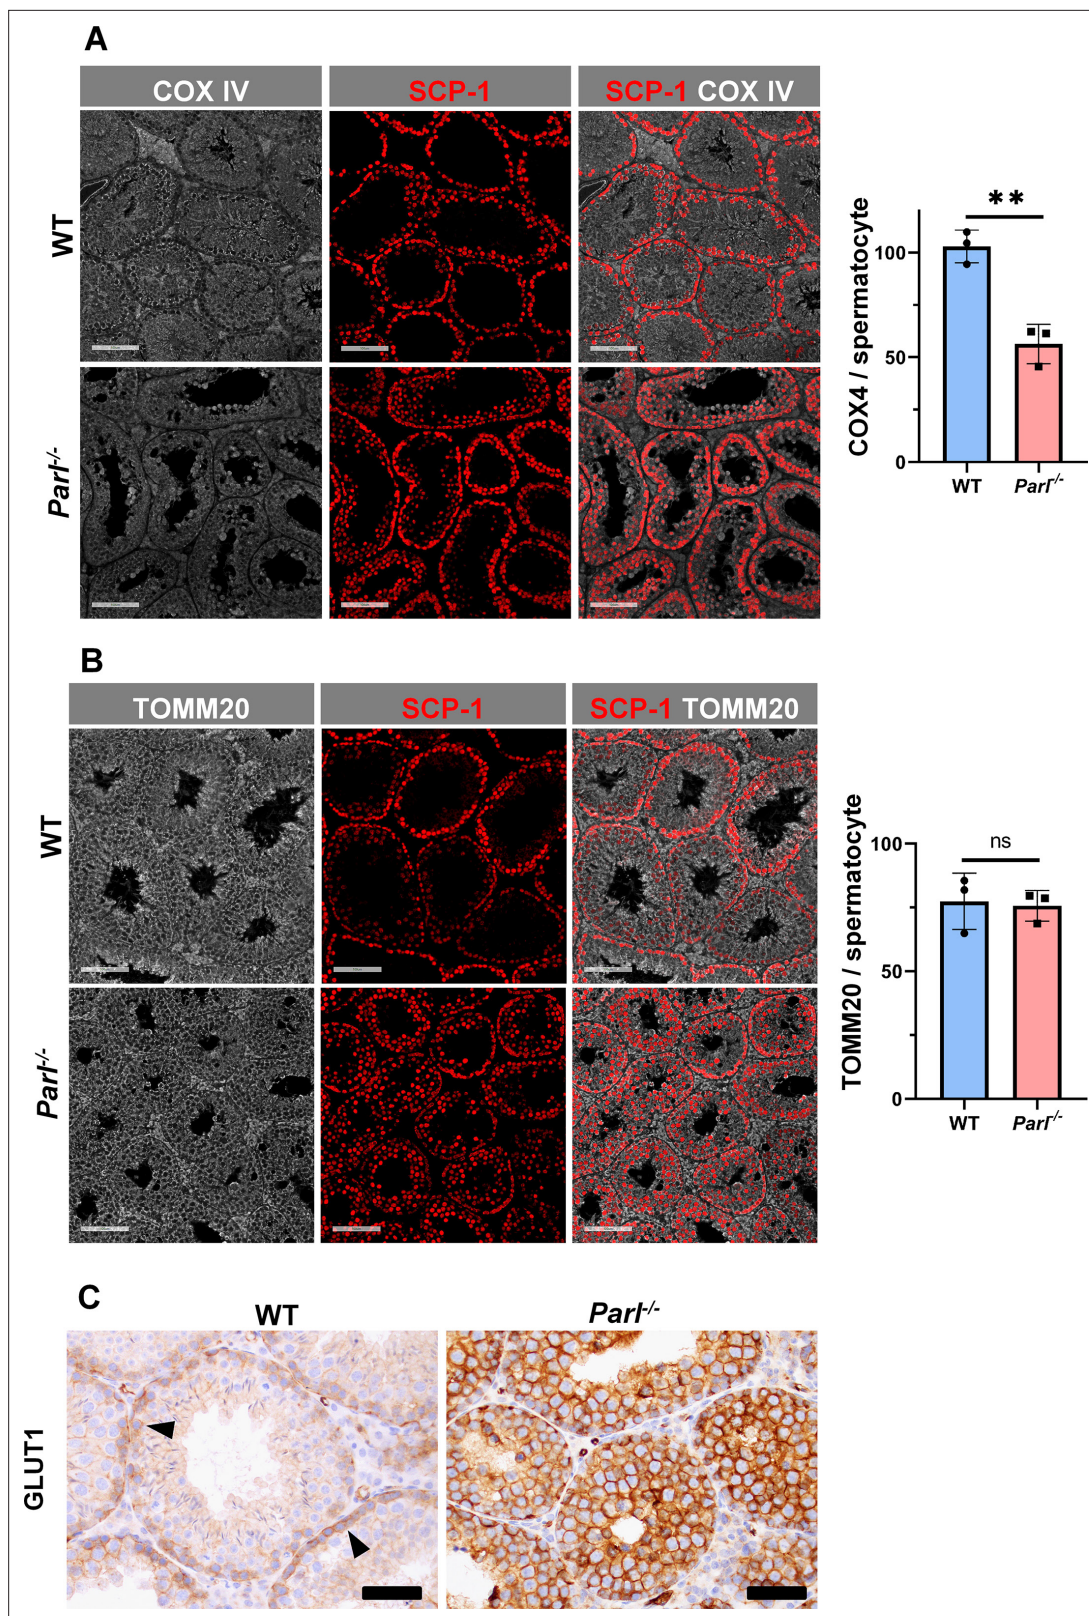 A
COX IV
SCP-1
SCP-1 COX IV
WT
Parl-/-
**
COX4 / spermatocyte
100
50
0
WT
Parl-/-
B
TOMM20
SCP-1
SCP-1 TOMM20
WT
Parl-/-
ns
TOMM20 / spermatocyte
100
50
0
WT
Parl-/-
C
WT
Parl-/-
GLUT1